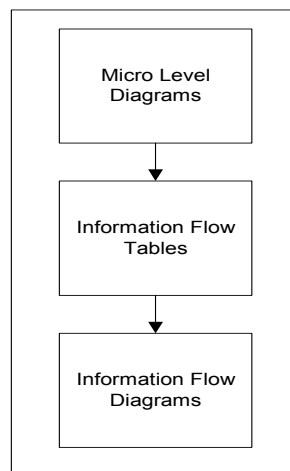 Micro Level
Diagrams
Information Flow
Tables
Information Flow
Diagrams